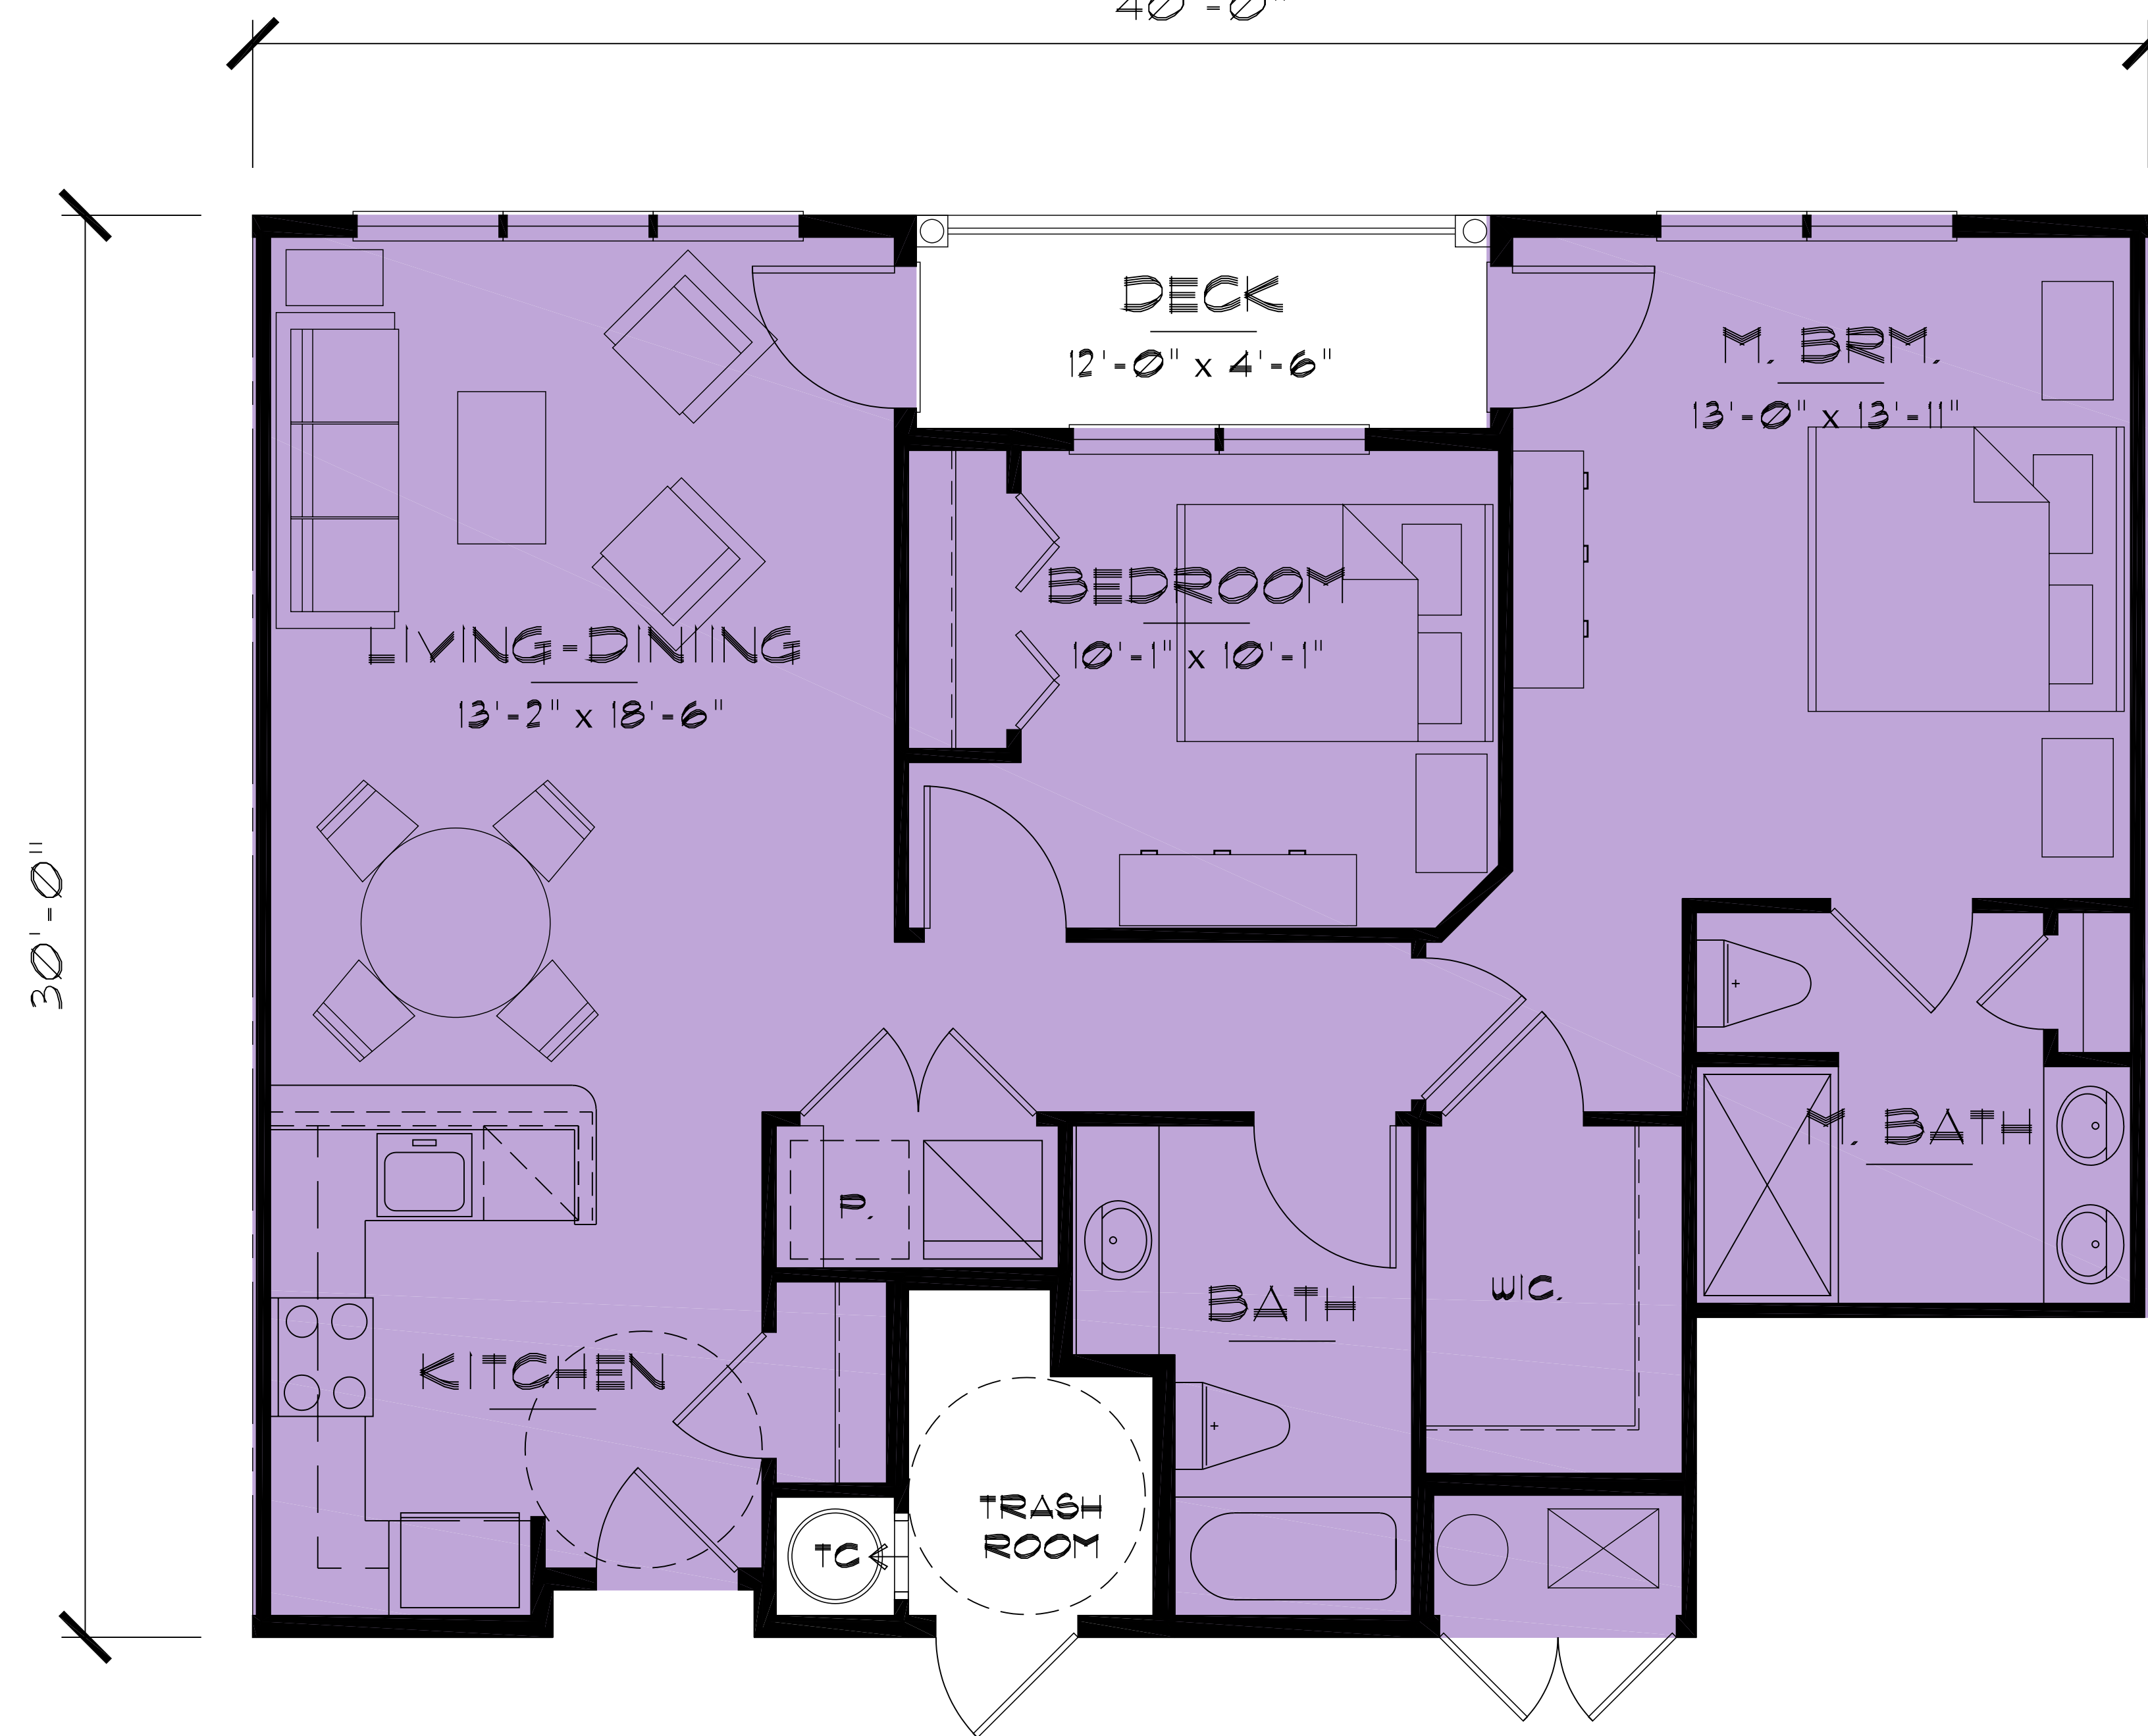 40'-0"
DECK
12'-0" x 4'-6"
M. BRM.
13'-0" x 13'-11"
BEDROOM
10'-1" x 10'-1"
LIVING-DINING
13'-2" x 18'-6"
30'-0"
M. BATH
P.
BATH
WIC.
KITCHEN
TRASH
ROOM
TC